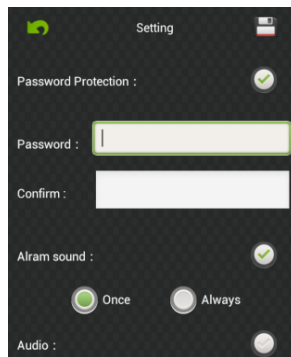 Setting
Password Protection :
Password :
Confirm :
Alram sound :
Once Always
Audio :